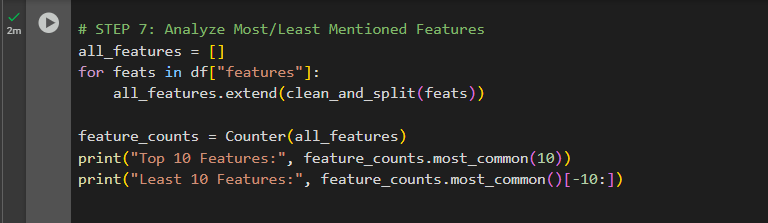 # STEP 7: Analyze Most/Least Mentioned Features
2m
all_features = []
for feats in df["features"]:
    all_features.extend(clean_and_split(feats))
feature_counts = Counter(all_features)
print("Top 10 Features:", feature_counts.most_common(10))
print("Least 10 Features:", feature_counts.most_common()[-10:])